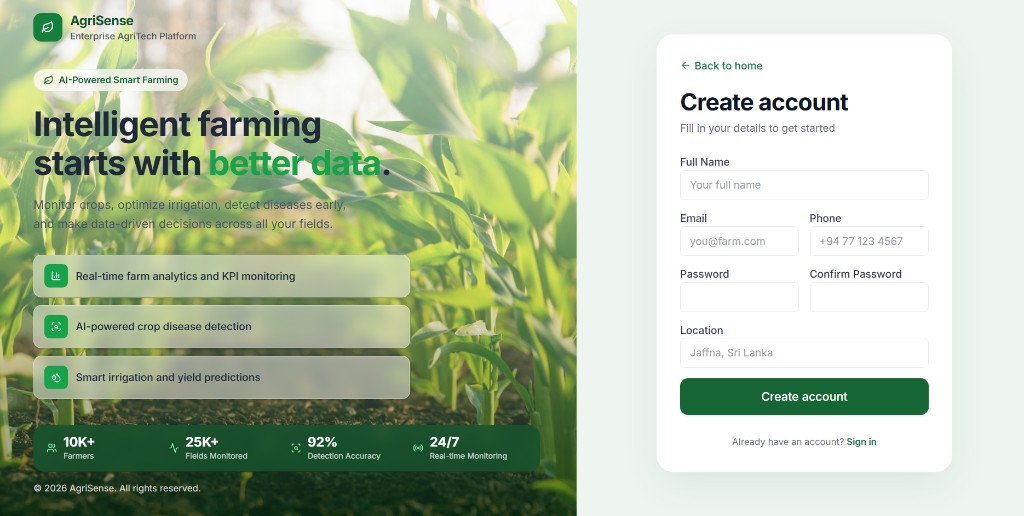 AgriSense
Enterprise AgriTech Platform
AI-Powered Smart Farming
Intelligent farming
starts with better data.
Monitor crops, optimize irrigation, detect diseases early,
and make data-driven decisions across all your fields.
Real-time farm analytics and KPI monitoring
AI-powered crop disease detection
Smart irrigation and yield predictions
10K+
Farmers
25K+
Fields Monitored
92%
Detection Accuracy
24/7
Real-time Monitoring
© 2026 AgriSense. All rights reserved.
← Back to home
Create account
Fill in your details to get started
Full Name
Your full name
Email
Phone
you@farm.com
+94 77 123 4567
Password
Confirm Password
Location
Jaffna, Sri Lanka
Create account
Already have an account? Sign in